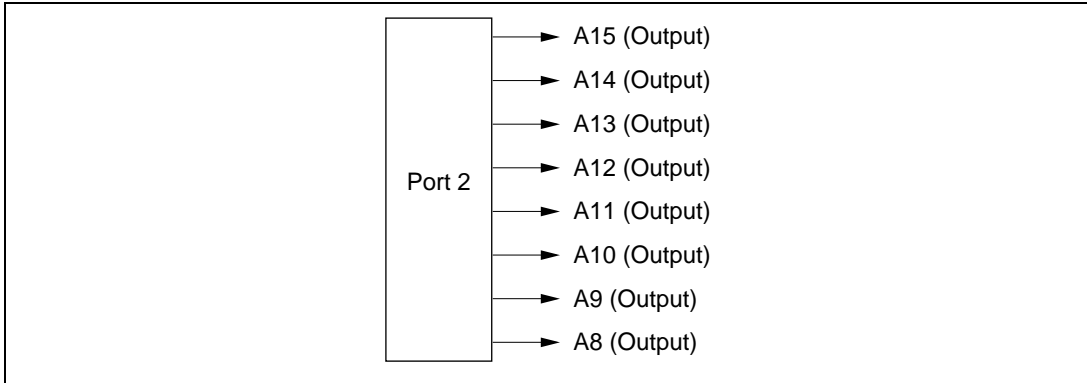 A15 (Output)
A14 (Output)
A13 (Output)
A12 (Output)
Port 2
A11 (Output)
A10 (Output)
A9 (Output)
A8 (Output)